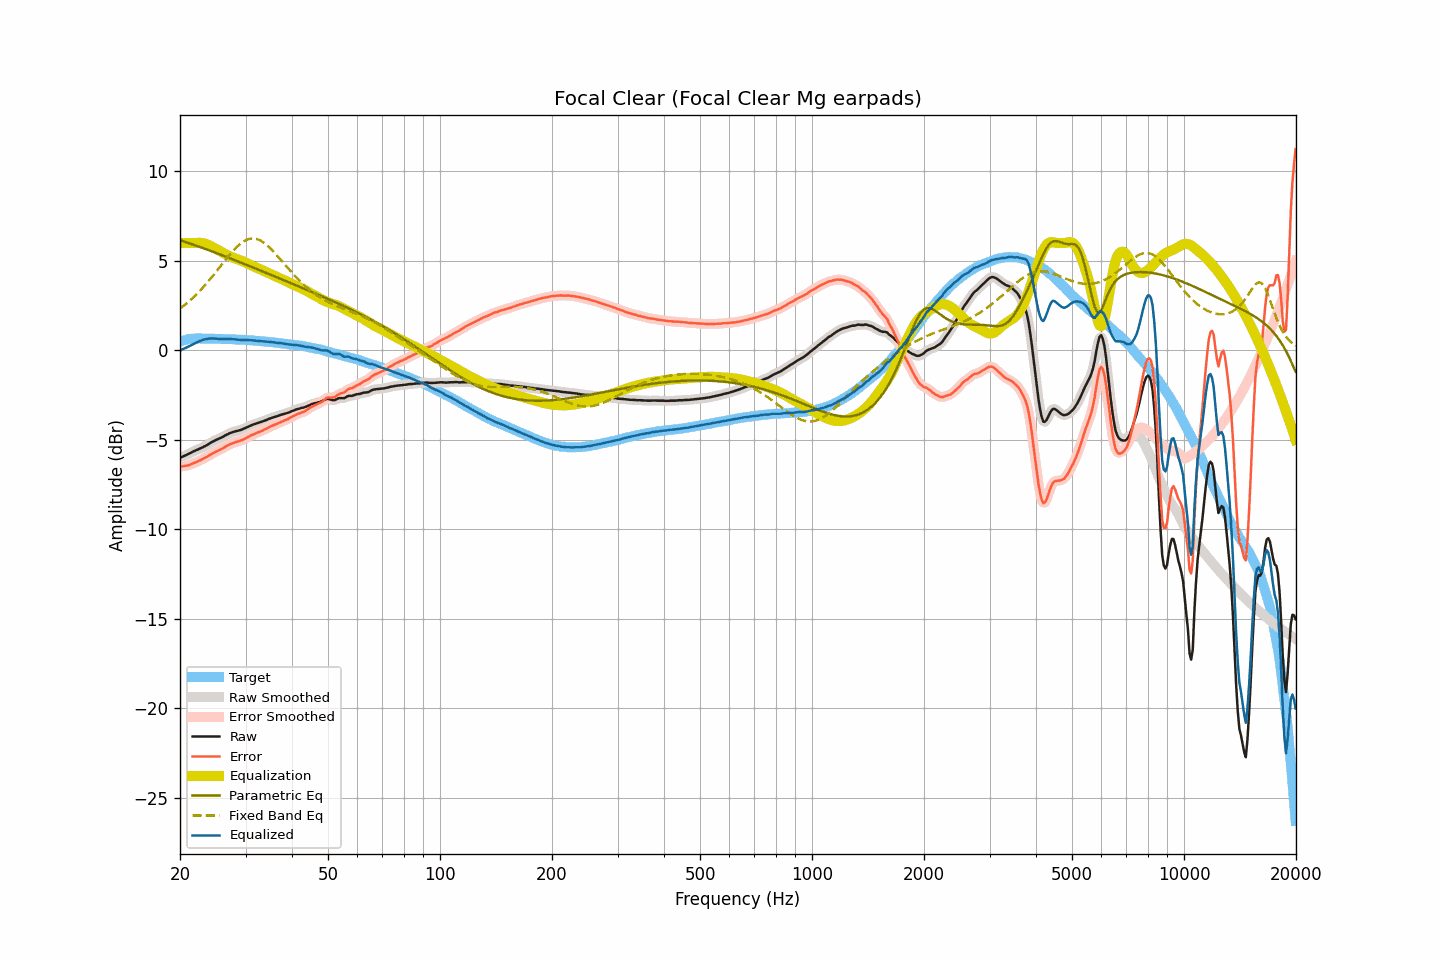 Focal Clear (Focal Clear Mg earpads)
10
5
0
−5
−10
−15
−20
−25
Amplitude (dBr)
Target
Raw Smoothed
Error Smoothed
Raw
Error
Equalization
Parametric Eq
Fixed Band Eq
Equalized
20 50 100 200 500 1000 2000 5000 10000 20000
Frequency (Hz)